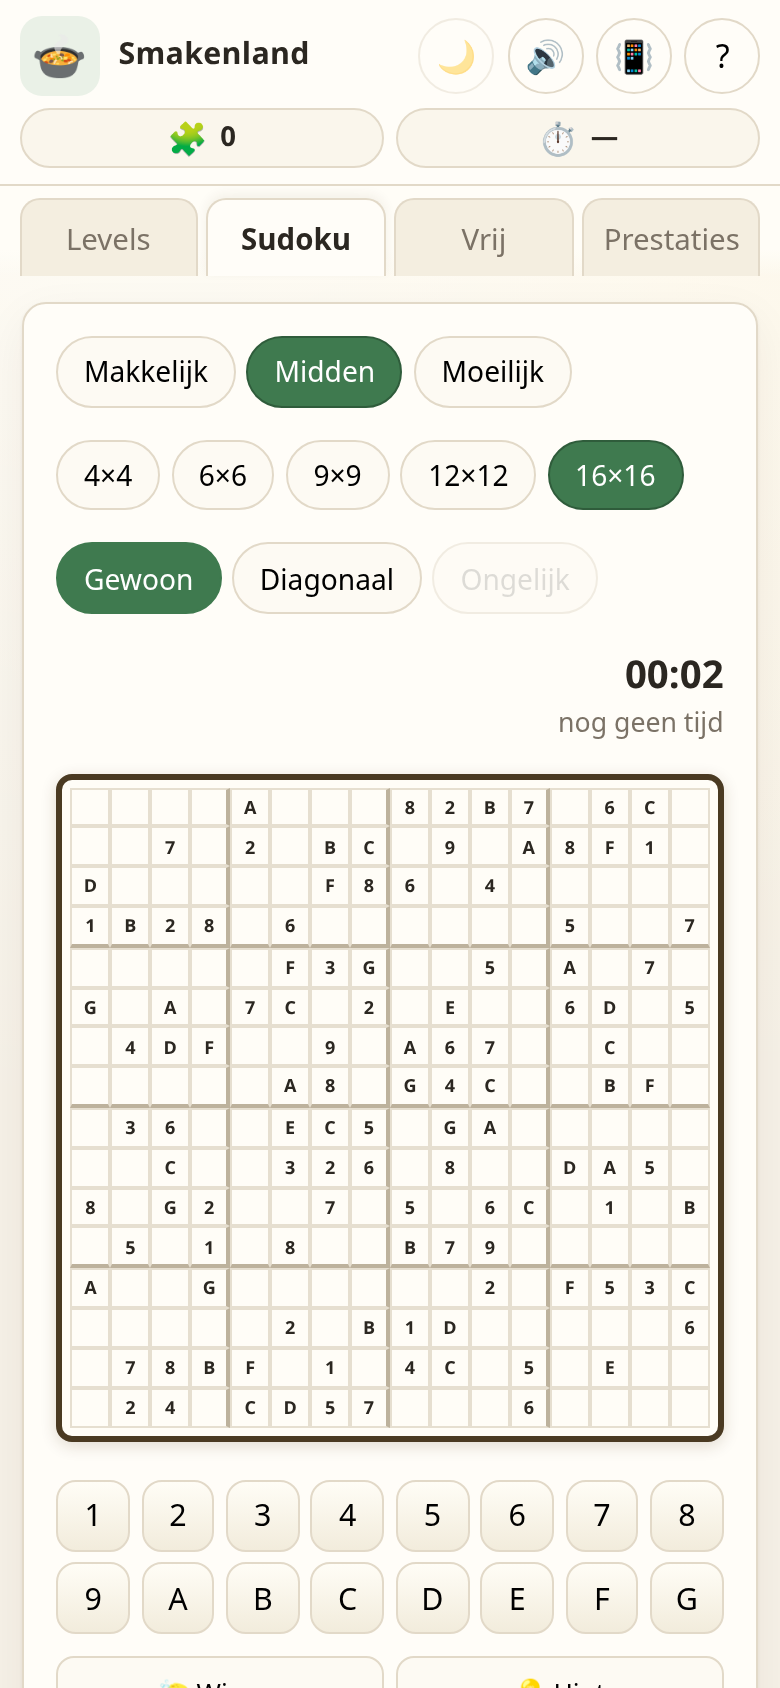 Smakenland
?
0
—
Levels Sudoku Vrij Prestaties
Makkelijk Midden Moeilijk
4×4 6×6 9×9 12×12 16×16
Gewoon Diagonaal Ongelijk
00:02
nog geen tijd
A 8 2 B 7 6 C
7 2 B C 9 A 8 F 1
D F 8 6 4
1 B 2 8 6 5 7
F 3 G 5 A 7
G A 7 C 2 E 6 D 5
4 D F 9 A 6 7 C
A 8 G 4 C B F
3 6 E C 5 G A
C 3 2 6 8 D A 5
8 G 2 7 5 6 C 1 B
5 1 8 B 7 9
A G 2 F 5 3 C
2 B 1 D 6
7 8 B F 1 4 C 5 E
2 4 C D 5 7 6
1 2 3 4 5 6 7 8
9 A B C D E F G